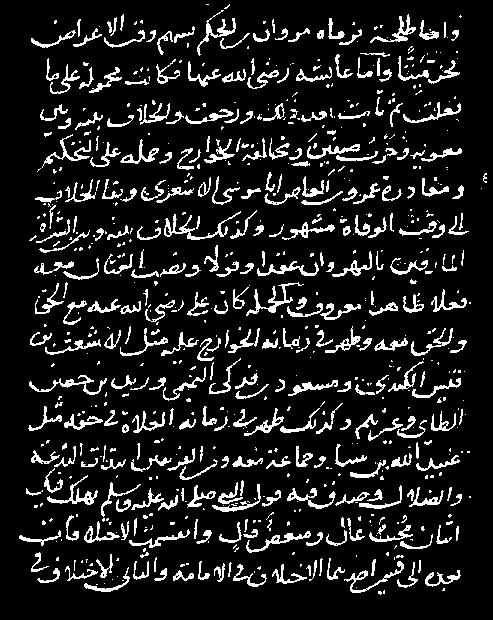 واما طلحة فرماه مروان بن الحكم بسهم وقت الاعراض
فخر ميتا واما عايشه رضي الله عنها فكانت محمولة على ما
فعلت ثم تابت بعد ذلك ورجعت والخلاف بينه وبين
معويه وحرب صفين ومخالفة الخوارج وحمله على التحكيم
ومغادرة عمرو بن العاص ابا موسى الاشعري وبقا الخلاف
الى وقت الوفاة مشهور وكذلك الخلاف بينه وبين الشراة
المارقين بالنهروان عقدا وقولا ونصب القتال معه
فعلا ظاهرا معروف وبالجمله كان علي رضي الله عنه مع الحق
والحق معه وظهر في زمانه الخوارج عليه مثل الاشعث بن
قيس الكندي ومسعود بن فدكي التميمي وزيد بن حصين
الطاي وغيرهم وكذلك ظهر في زمانه الغلاة في حقه مثل
عبد الله بن سبا وجماعة معه ومن الفريقين ابتدات البدعه
والضلال وصدق فيه قول النبي صلى الله عليه وسلم يهلك فيك
اثنان محب غال ومبغض قال وانقسمت الاختلافات
بعده الى قسمين احدهما الاختلاف في الامامة والثاني الاختلاف في